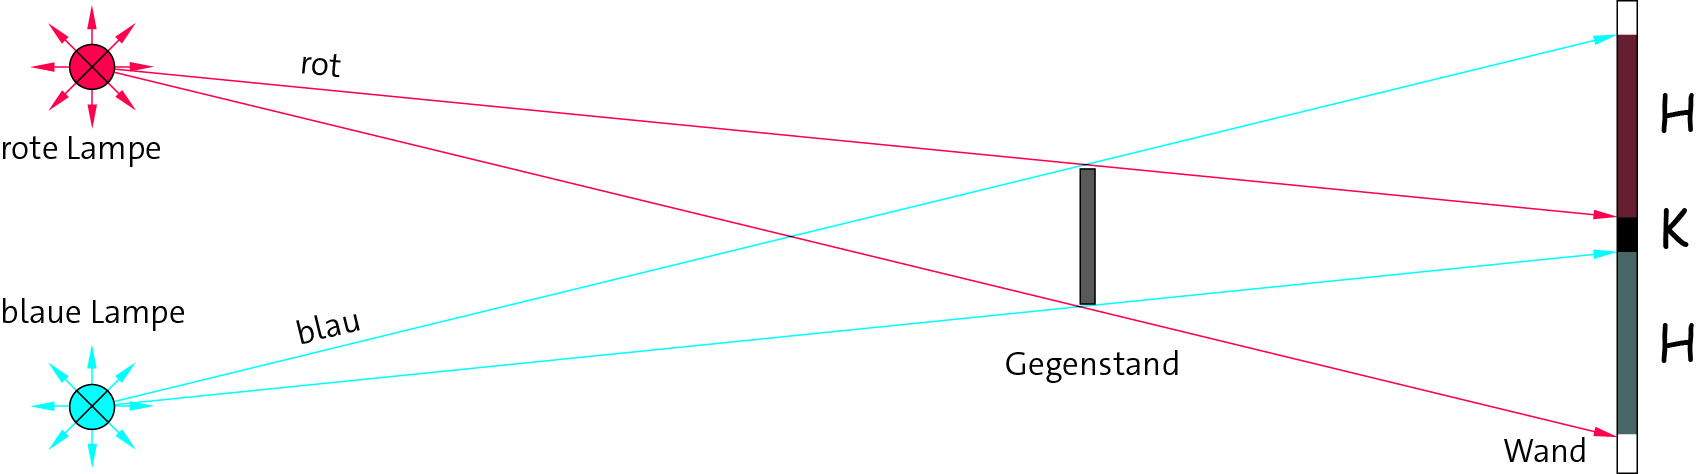 rot
rote Lampe
H
K
blaue Lampe
blau
H
Gegenstand
Wand